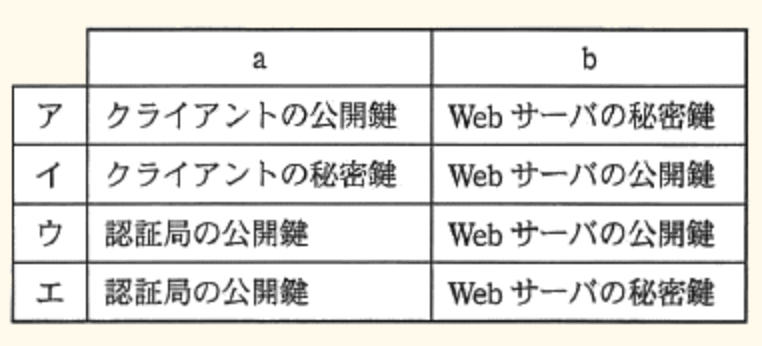 a b
ア クライアントの公開鍵 Web サーバの秘密鍵
イ クライアントの秘密鍵 Web サーバの公開鍵
ウ 認証局の公開鍵 Web サーバの公開鍵
エ 認証局の公開鍵 Web サーバの秘密鍵